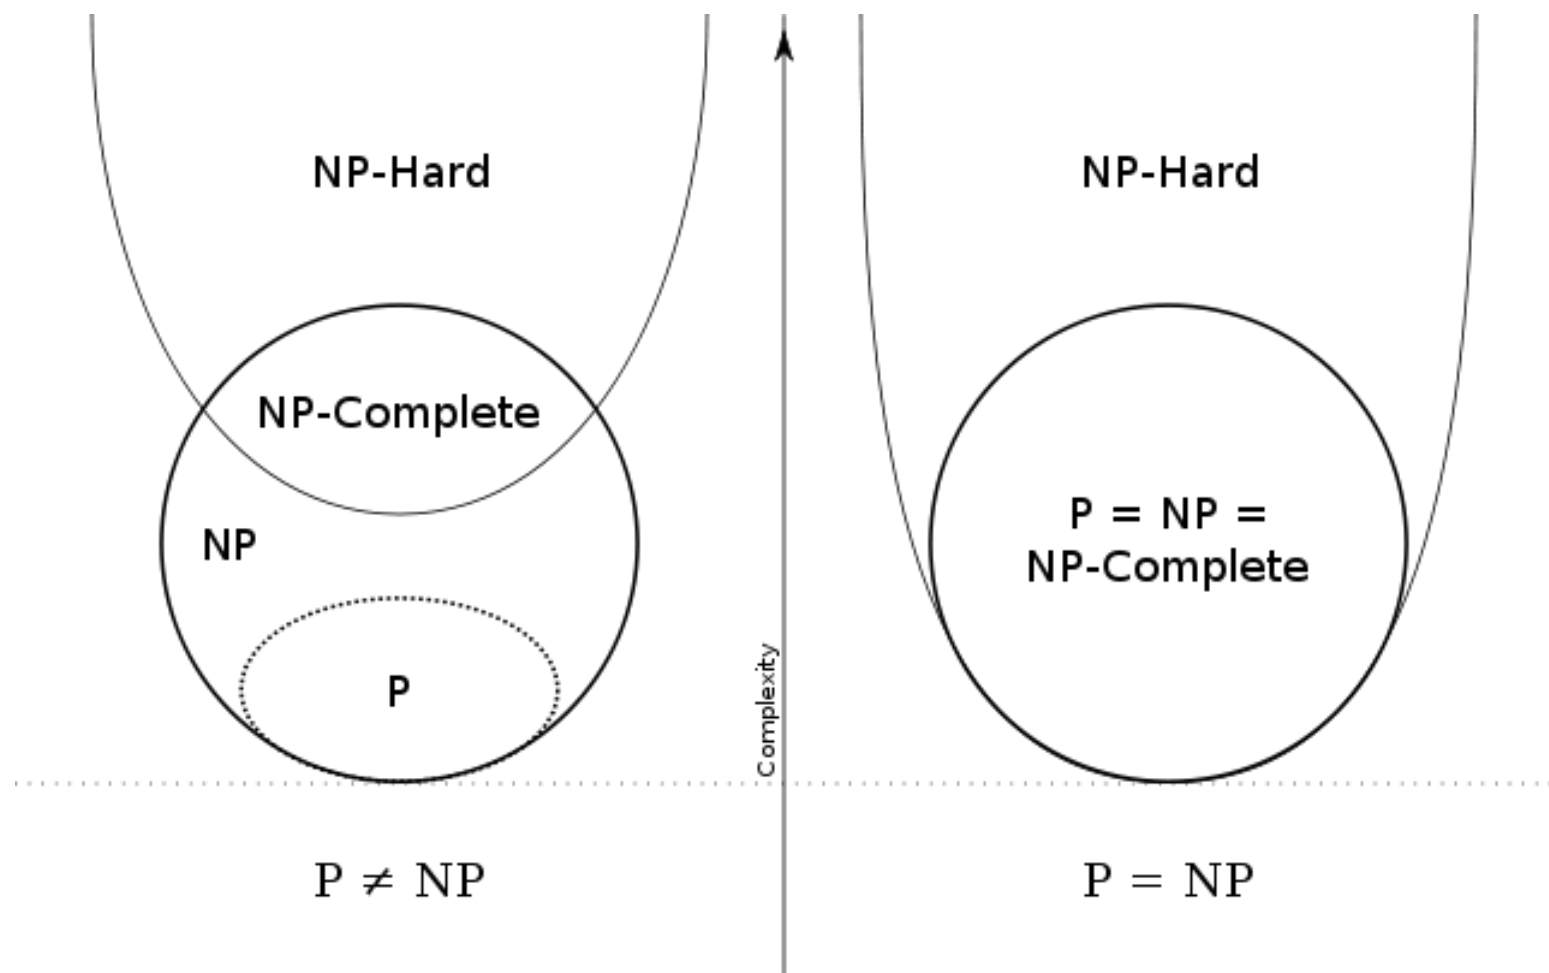 NP-Hard
NP-Complete
NP
P
P ≠ NP
Complexity
NP-Hard
P = NP =
NP-Complete
P = NP